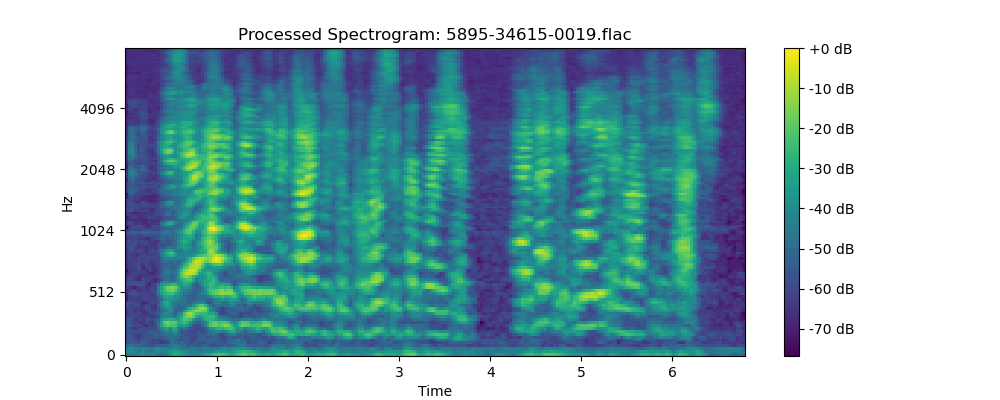 Processed Spectrogram: 5895-34615-0019.flac
Hz
4096
2048
1024
512
0
0 1 2 3 4 5 6
Time
+0 dB
-10 dB
-20 dB
-30 dB
-40 dB
-50 dB
-60 dB
-70 dB